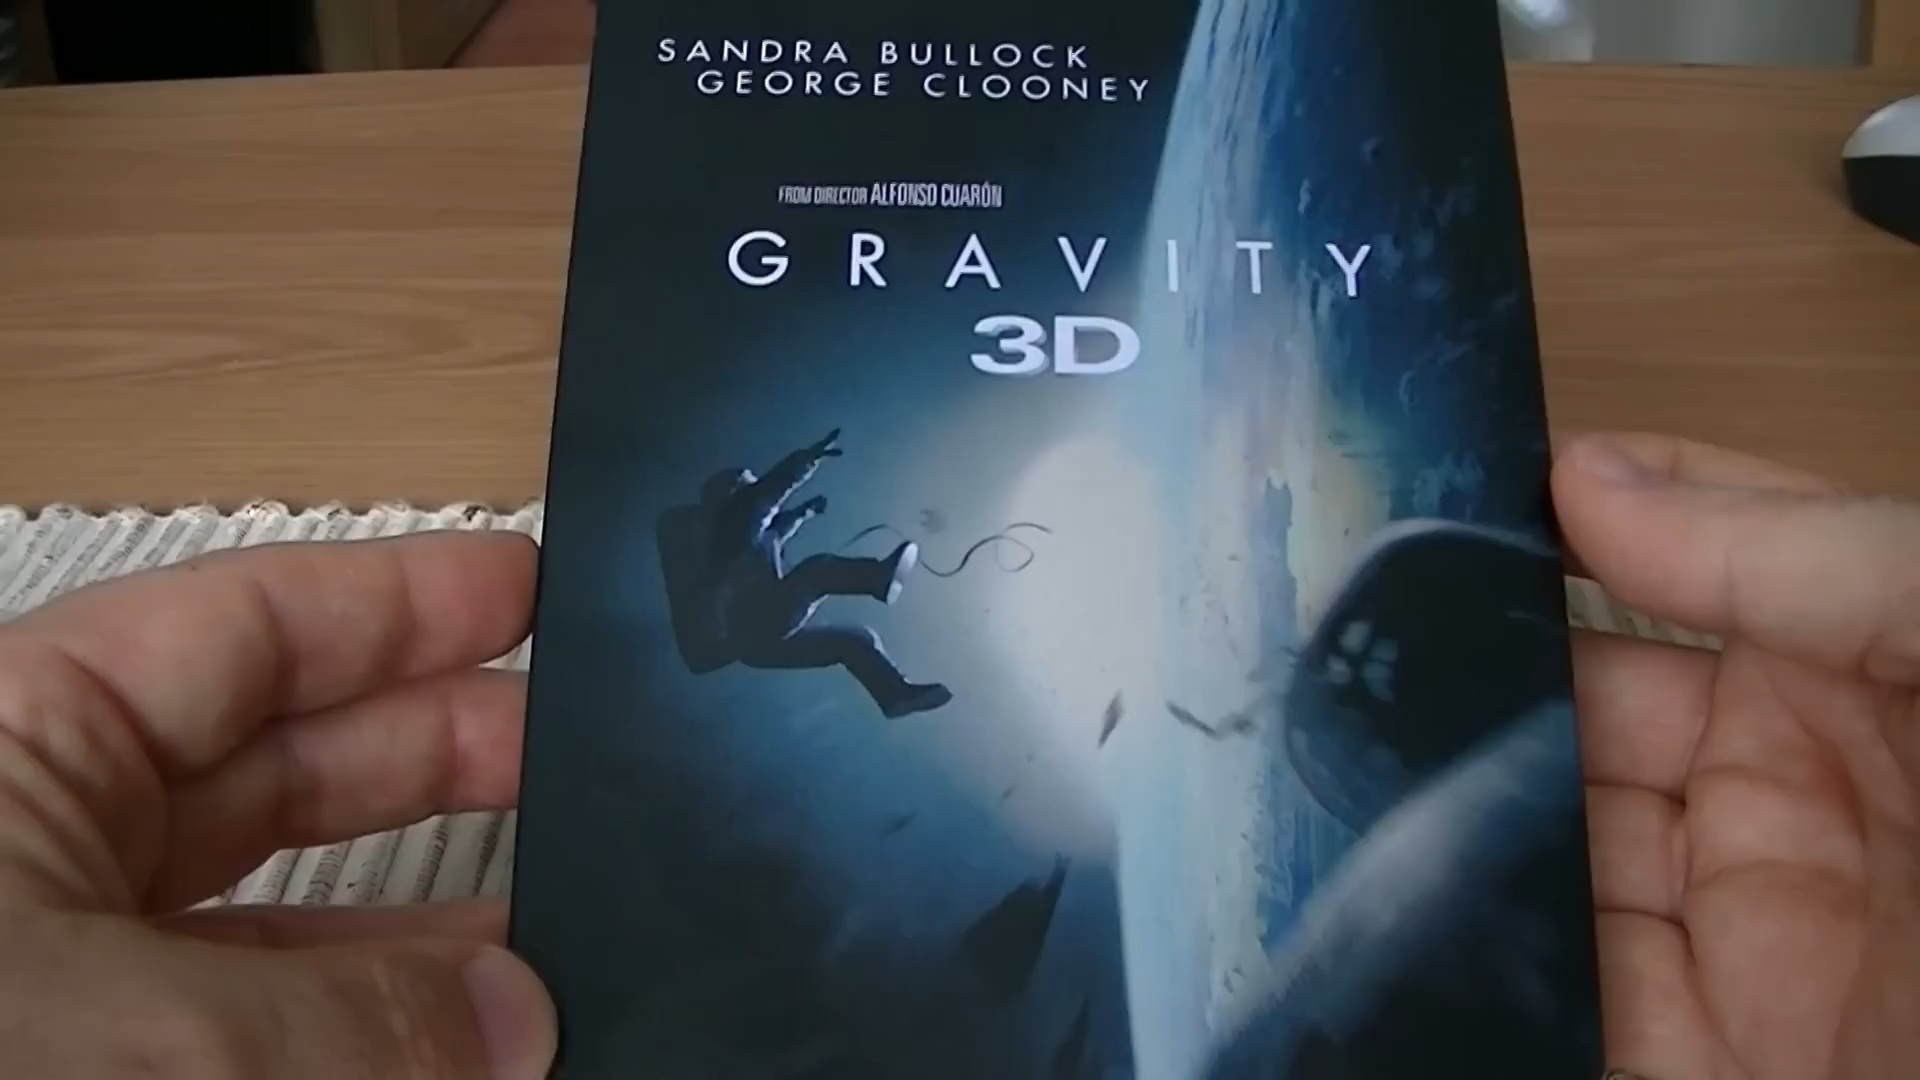 SANDRA BULLOCK
GEORGE CLOONEY
FROM DIRECTOR ALFONSO CUARÓN
GRAVITY
3D